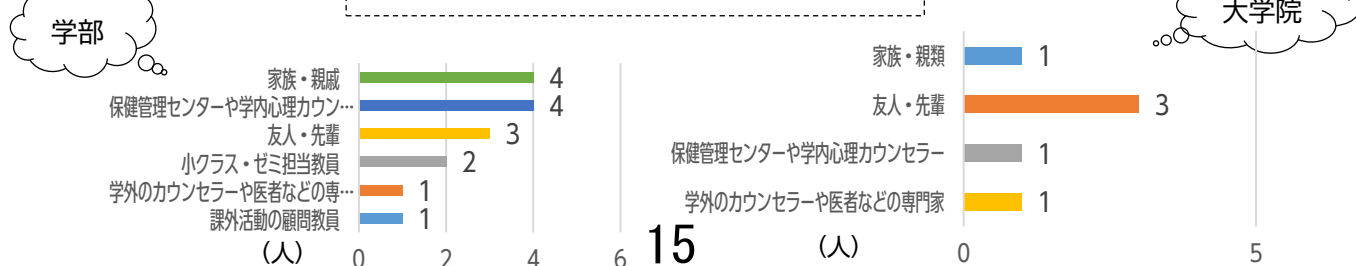 学部
家族・親戚 4
保健管理センターや学内心理カウン… 4
友人・先輩 3
小クラス・ゼミ担当教員 2
学外のカウンセラーや医者などの専… 1
課外活動の顧問教員 1
(人) 0 2 4 6
15
大学院
家族・親類 1
友人・先輩 3
保健管理センターや学内心理カウンセラー 1
学外のカウンセラーや医者などの専門家 1
(人) 0 5